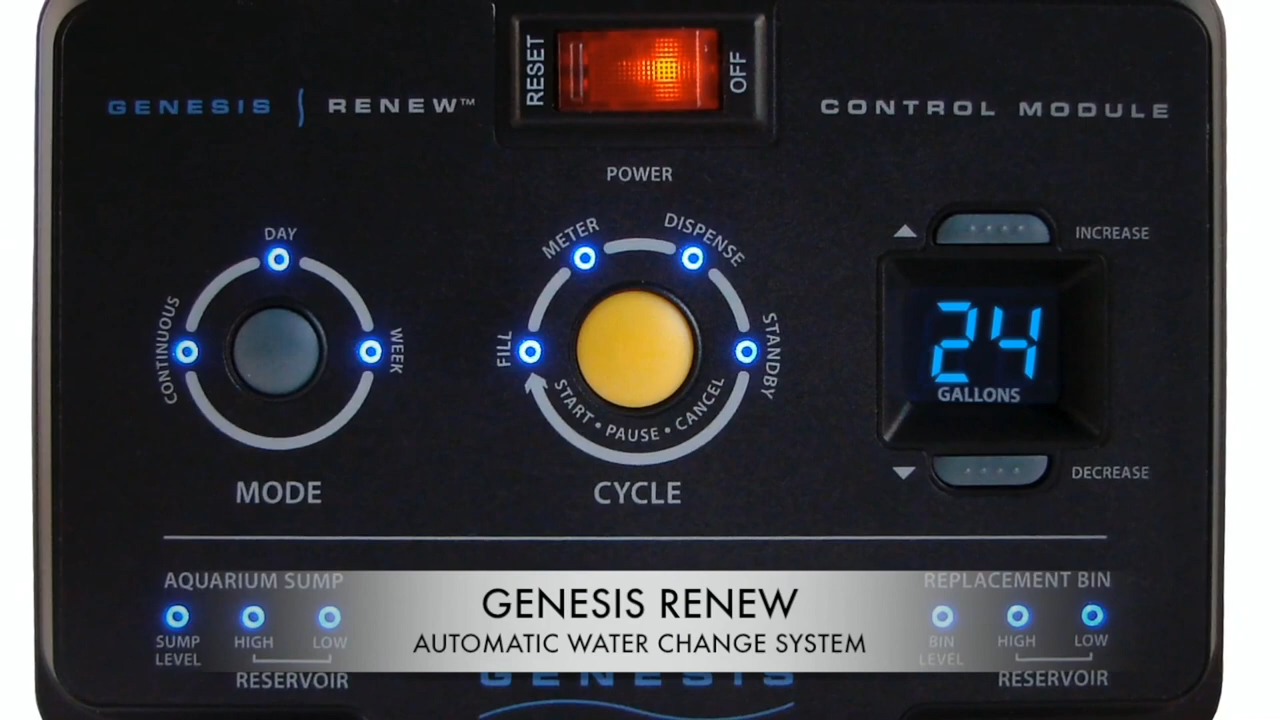 RESET
OFF
GENESIS RENEW™
CONTROL MODULE
POWER
DAY
CONTINUOUS
WEEK
MODE
METER
DISPENSE
FILL
STANDBY
START • PAUSE • CANCEL
CYCLE
INCREASE
24
GALLONS
DECREASE
AQUARIUM SUMP
SUMP LEVEL
HIGH
LOW
RESERVOIR
REPLACEMENT BIN
BIN LEVEL
HIGH
LOW
RESERVOIR
GENESIS RENEW
AUTOMATIC WATER CHANGE SYSTEM
GENESIS